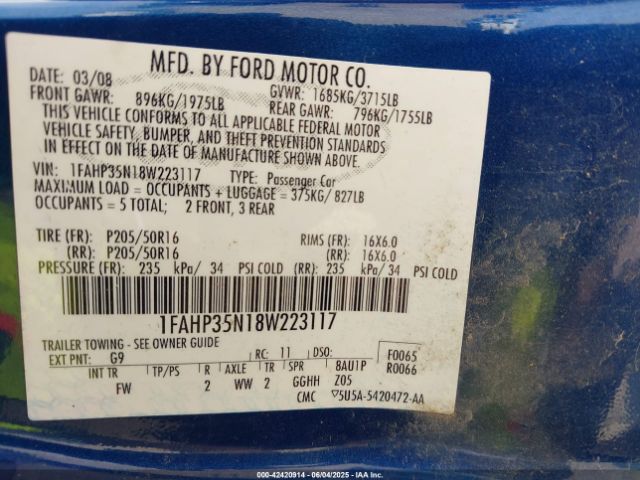 MFD. BY FORD MOTOR CO.
DATE: 03/08 GVWR: 1685KG/3715LB
FRONT GAWR: 896KG/1975LB REAR GAWR: 796KG/1755LB
THIS VEHICLE CONFORMS TO ALL APPLICABLE FEDERAL MOTOR
VEHICLE SAFETY, BUMPER, AND THEFT PREVENTION STANDARDS
IN EFFECT ON THE DATE OF MANUFACTURE SHOWN ABOVE.
VIN: 1FAHP35N18W223117 TYPE: Passenger Car
MAXIMUM LOAD = OCCUPANTS + LUGGAGE = 375KG/ 827LB
OCCUPANTS = 5 TOTAL; 2 FRONT, 3 REAR
TIRE (FR): P205/50R16 RIMS (FR): 16X6.0
(RR): P205/50R16 (RR): 16X6.0
PRESSURE (FR): 235 kPa/ 34 PSI COLD (RR): 235 kPa/ 34 PSI COLD
1FAHP35N18W223117
TRAILER TOWING - SEE OWNER GUIDE
EXT PNT: G9 RC: 11 DSO: F0065
INT TR TP/PS R AXLE TR SPR 8AU1P R0066
FW 2 WW 2 GGHH Z05
CMC ▽5U5A-5420472-AA
000-42420914 - 06/04/2025 - IAAI.COM